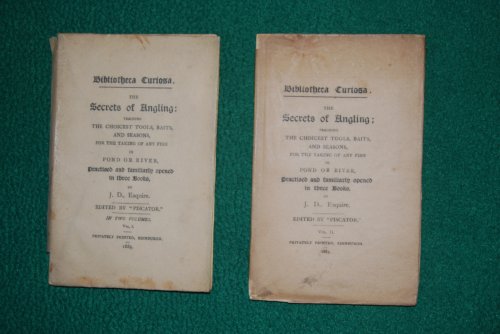 Bibliotheca Curiosa.
THE
Secrets of Angling:
TEACHING
THE CHOICEST TOOLS, BAITS,
AND SEASONS,
FOR THE TAKING OF ANY FISH
IN
POND OR RIVER,
Practised and familiarly opened
in three Books,
BY
J. D., Esquire.
EDITED BY "PISCATOR."
IN TWO VOLUMES.
VOL. I.
PRIVATELY PRINTED, EDINBURGH.
1885.
Bibliotheca Curiosa.
THE
Secrets of Angling;
TEACHING
THE CHOICEST TOOLS, BAITS,
AND SEASONS,
FOR THE TAKING OF ANY FISH
IN
POND OR RIVER,
Practised and familiarly opened
in three Books,
BY
J. D., Esquire.
EDITED BY "PISCATOR."
VOL. II.
PRIVATELY PRINTED, EDINBURGH.
1885.